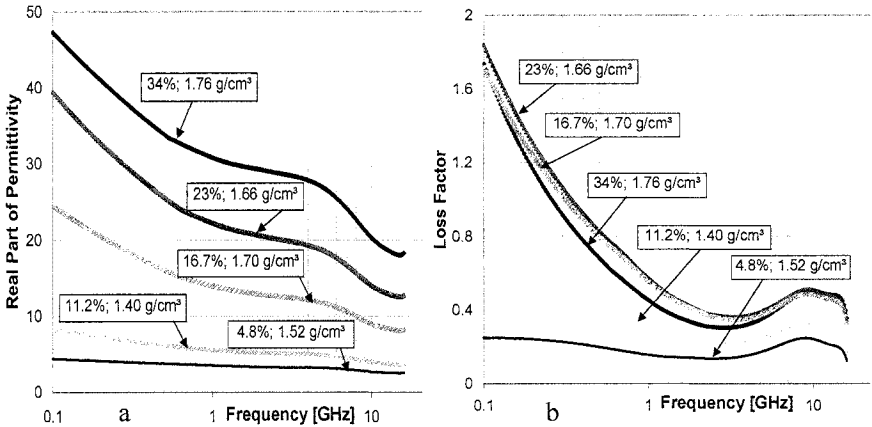 50
40
30
20
10
0
Real Part of Permittivity
34%; 1.76 g/cm³
23%; 1.66 g/cm³
16.7%; 1.70 g/cm³
11.2%; 1.40 g/cm³
4.8%; 1.52 g/cm³
0.1
a
1
Frequency [GHz]
10
2
1.6
1.2
0.8
0.4
0
Loss Factor
23%; 1.66 g/cm³
16.7%; 1.70 g/cm³
34%; 1.76 g/cm³
11.2%; 1.40 g/cm³
4.8%; 1.52 g/cm³
0.1
b
1
Frequency [GHz]
10